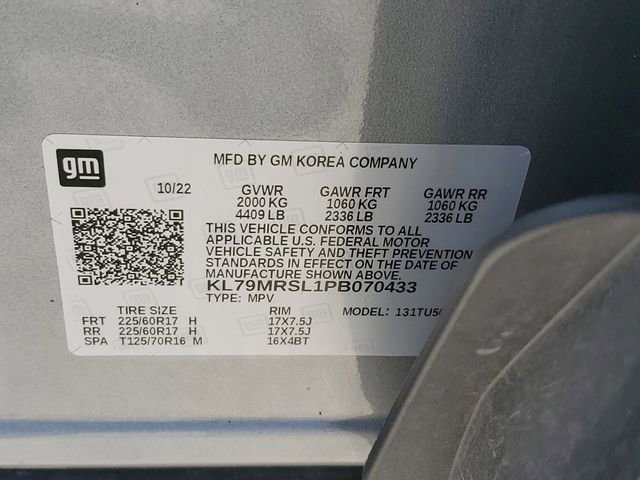 gm
MFD BY GM KOREA COMPANY
10/22 GVWR GAWR FRT GAWR RR
2000 KG 1060 KG 1060 KG
4409 LB 2336 LB 2336 LB
THIS VEHICLE CONFORMS TO ALL
APPLICABLE U.S. FEDERAL MOTOR
VEHICLE SAFETY AND THEFT PREVENTION
STANDARDS IN EFFECT ON THE DATE OF
MANUFACTURE SHOWN ABOVE.
KL79MRSL1PB070433
TYPE: MPV MODEL: 131TU5
TIRE SIZE RIM
FRT 225/60R17 H 17X7.5J
RR 225/60R17 H 17X7.5J
SPA T125/70R16 M 16X4BT